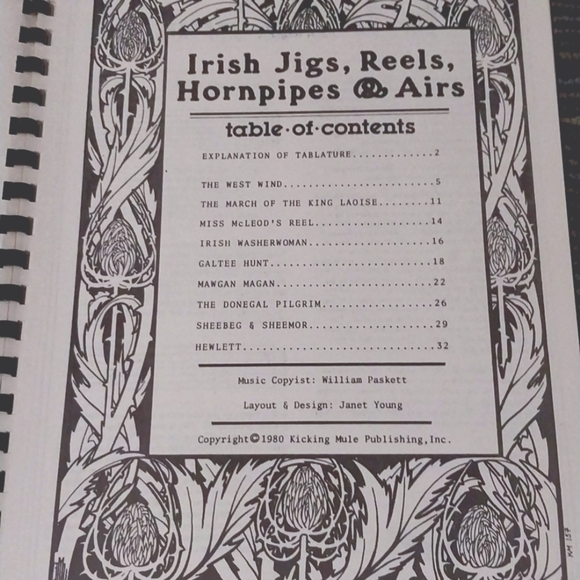 Irish Jigs, Reels,
Hornpipes & Airs
table·of·contents
EXPLANATION OF TABLATURE.............2
THE WEST WIND........................5
THE MARCH OF THE KING LAOISE........11
MISS McLEOD'S REEL..................14
IRISH WASHERWOMAN...................16
GALTEE HUNT.........................18
MAWGAN MAGAN........................22
THE DONEGAL PILGRIM.................26
SHEEBEG & SHEEMOR...................29
HEWLETT.............................32
Music Copyist: William Paskett
Layout & Design: Janet Young
Copyright©1980 Kicking Mule Publishing,Inc.
KM 157